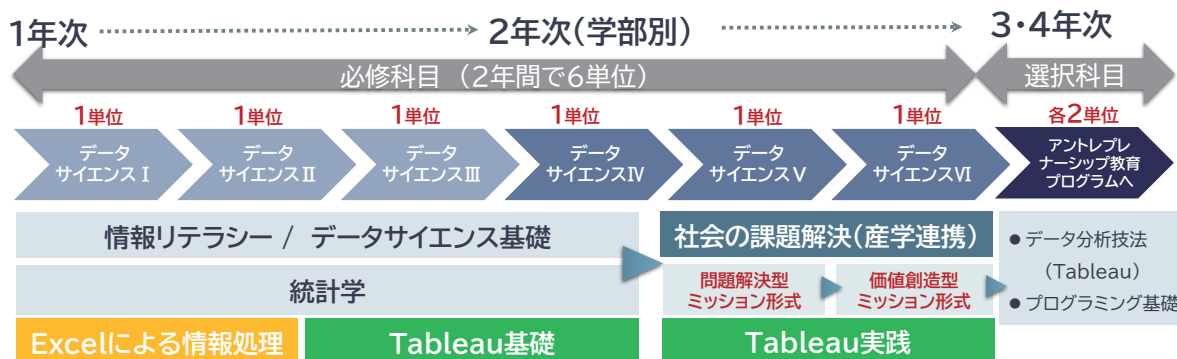 1年次 2年次(学部別) 3・4年次
必修科目 (2年間で6単位) 選択科目
1単位 1単位 1単位 1単位 1単位 1単位 各2単位
データ
サイエンスⅠ
データ
サイエンスⅡ
データ
サイエンスⅢ
データ
サイエンスⅣ
データ
サイエンスⅤ
データ
サイエンスⅥ
アントレプレ
ナーシップ教育
プログラムへ
情報リテラシー / データサイエンス基礎
統計学
Excelによる情報処理
Tableau基礎
社会の課題解決(産学連携)
問題解決型
ミッション形式
価値創造型
ミッション形式
Tableau実践
● データ分析技法
(Tableau)
● プログラミング基礎